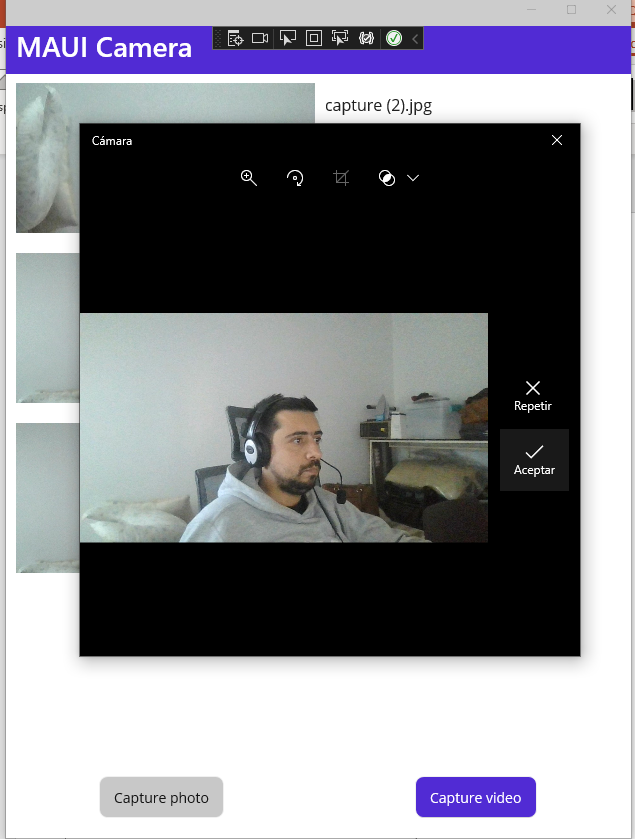 MAUI Camera
capture (2).jpg
Cámara
Repetir
Aceptar
Capture photo
Capture video